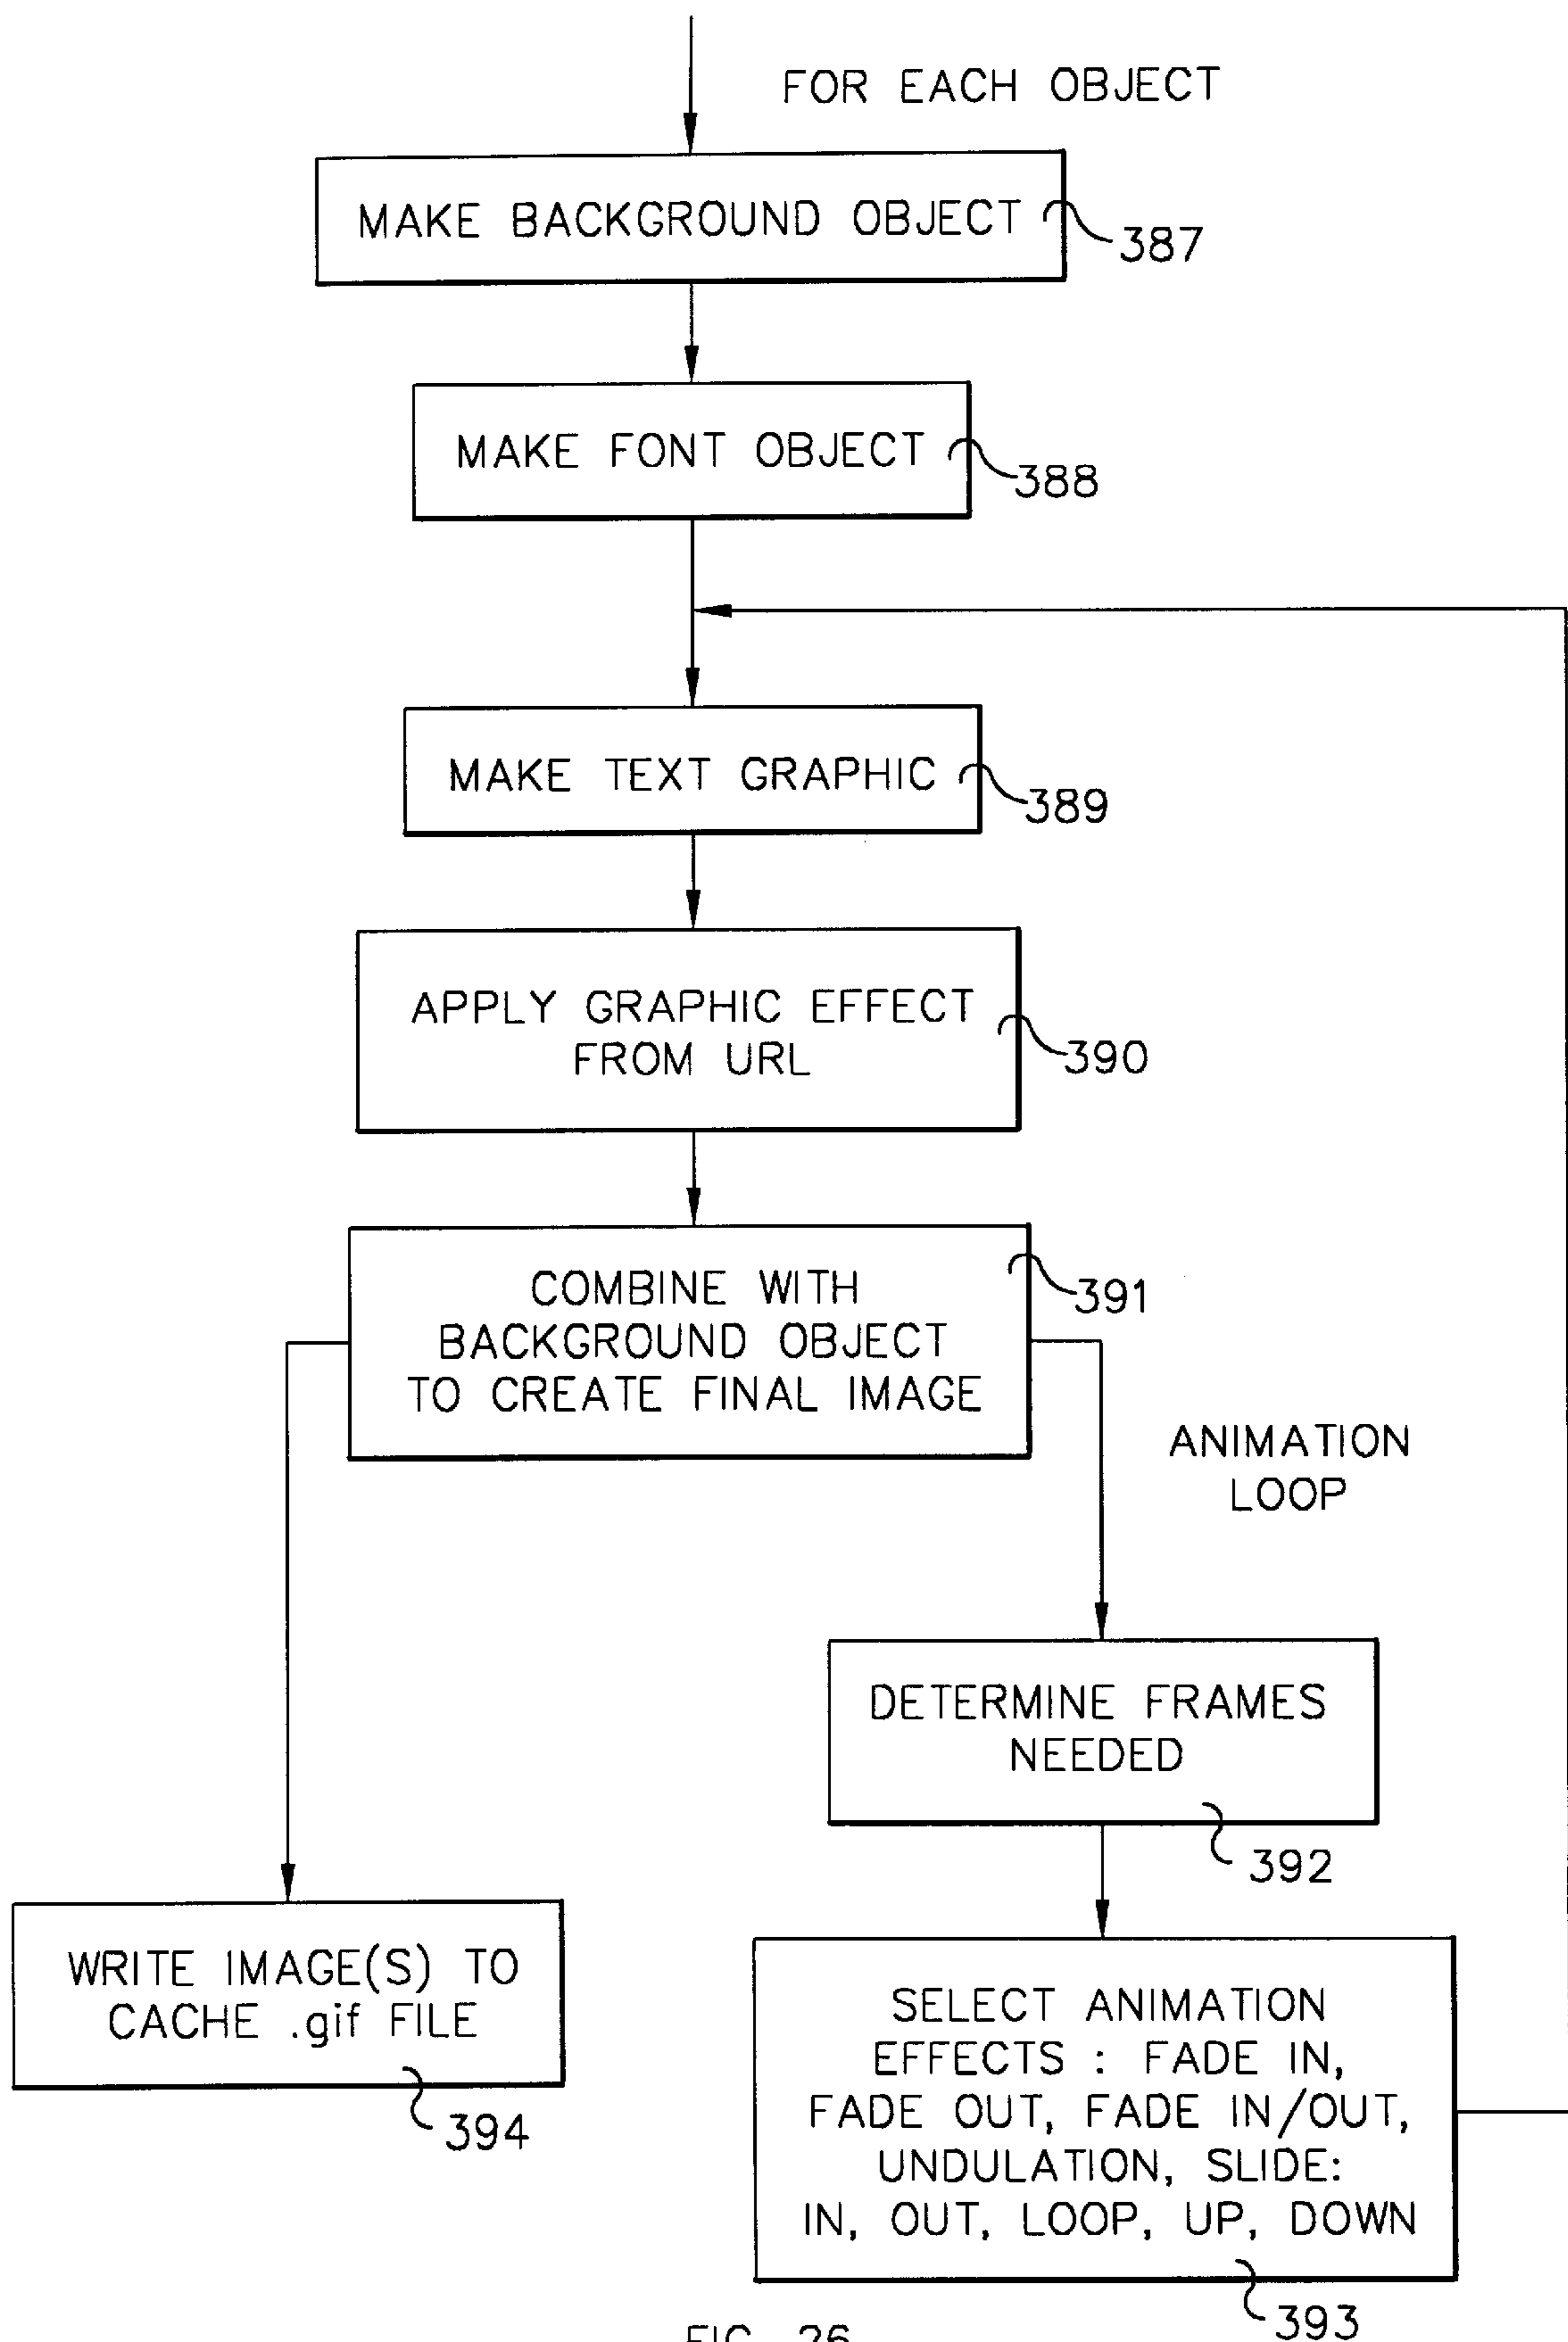 FOR EACH OBJECT
MAKE BACKGROUND OBJECT
387
MAKE FONT OBJECT
388
MAKE TEXT GRAPHIC
389
APPLY GRAPHIC EFFECT
FROM URL
390
COMBINE WITH
BACKGROUND OBJECT
TO CREATE FINAL IMAGE
391
ANIMATION
LOOP
DETERMINE FRAMES
NEEDED
392
WRITE IMAGE(S) TO
CACHE .gif FILE
394
SELECT ANIMATION
EFFECTS : FADE IN,
FADE OUT, FADE IN/OUT,
UNDULATION, SLIDE:
IN, OUT, LOOP, UP, DOWN
393
FIG. 26